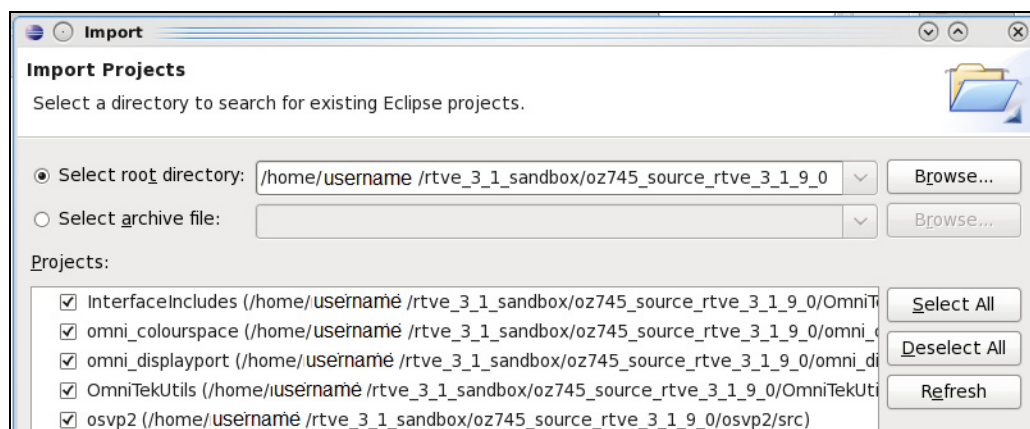 Import
Import Projects
Select a directory to search for existing Eclipse projects.
Select root directory: /home/username /rtve_3_1_sandbox/oz745_source_rtve_3_1_9_0 Browse...
Select archive file: Browse...
Projects:
InterfaceIncludes (/home/username /rtve_3_1_sandbox/oz745_source_rtve_3_1_9_0/OmniTe
omni_colourspace (/home/username /rtve_3_1_sandbox/oz745_source_rtve_3_1_9_0/omni_c
omni_displayport (/home/username /rtve_3_1_sandbox/oz745_source_rtve_3_1_9_0/omni_di
OmniTekUtils (/home/username /rtve_3_1_sandbox/oz745_source_rtve_3_1_9_0/OmniTekUti
osvp2 (/home/username /rtve_3_1_sandbox/oz745_source_rtve_3_1_9_0/osvp2/src)
Select All
Deselect All
Refresh